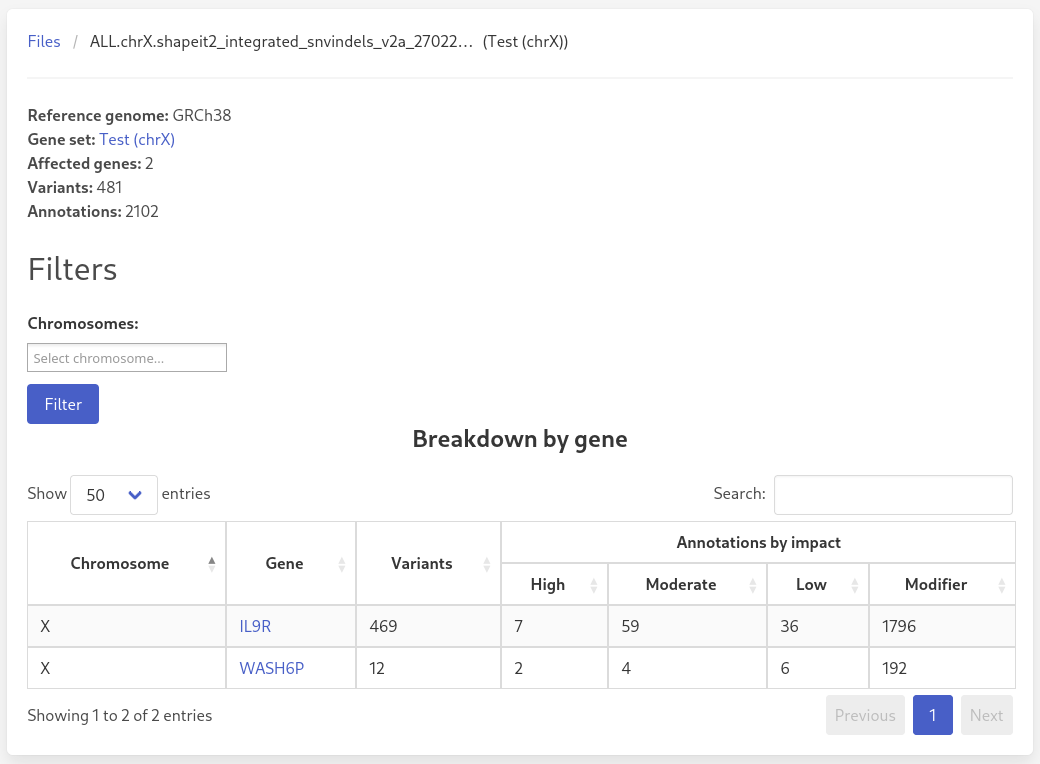 Files / ALL.chrX.shapeit2_integrated_snvindels_v2a_27022... (Test (chrX))
Reference genome: GRCh38
Gene set: Test (chrX)
Affected genes: 2
Variants: 481
Annotations: 2102
Filters
Chromosomes:
Select chromosome...
Filter
Breakdown by gene
Show 50 entries Search:
Chromosome Gene Variants Annotations by impact
High Moderate Low Modifier
X IL9R 469 7 59 36 1796
X WASH6P 12 2 4 6 192
Showing 1 to 2 of 2 entries Previous 1 Next